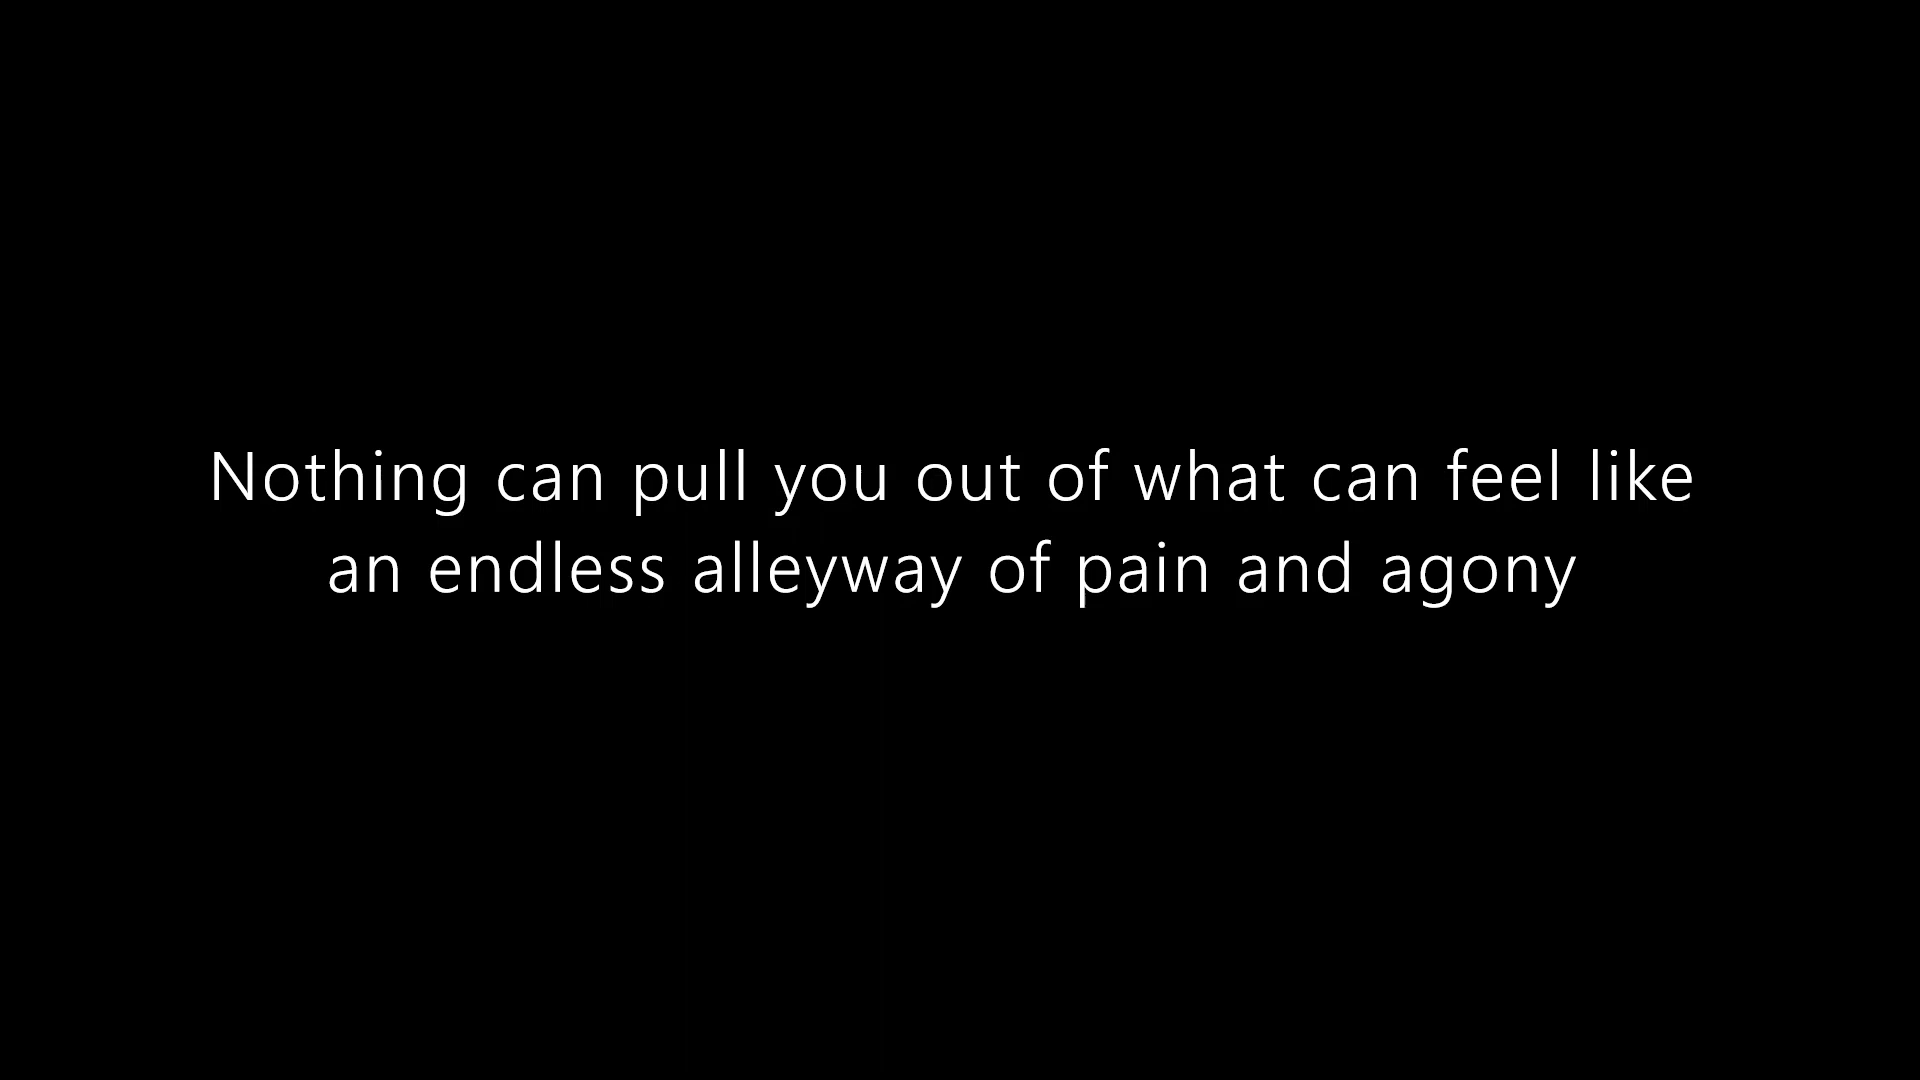 Nothing can pull you out of what can feel like
an endless alleyway of pain and agony